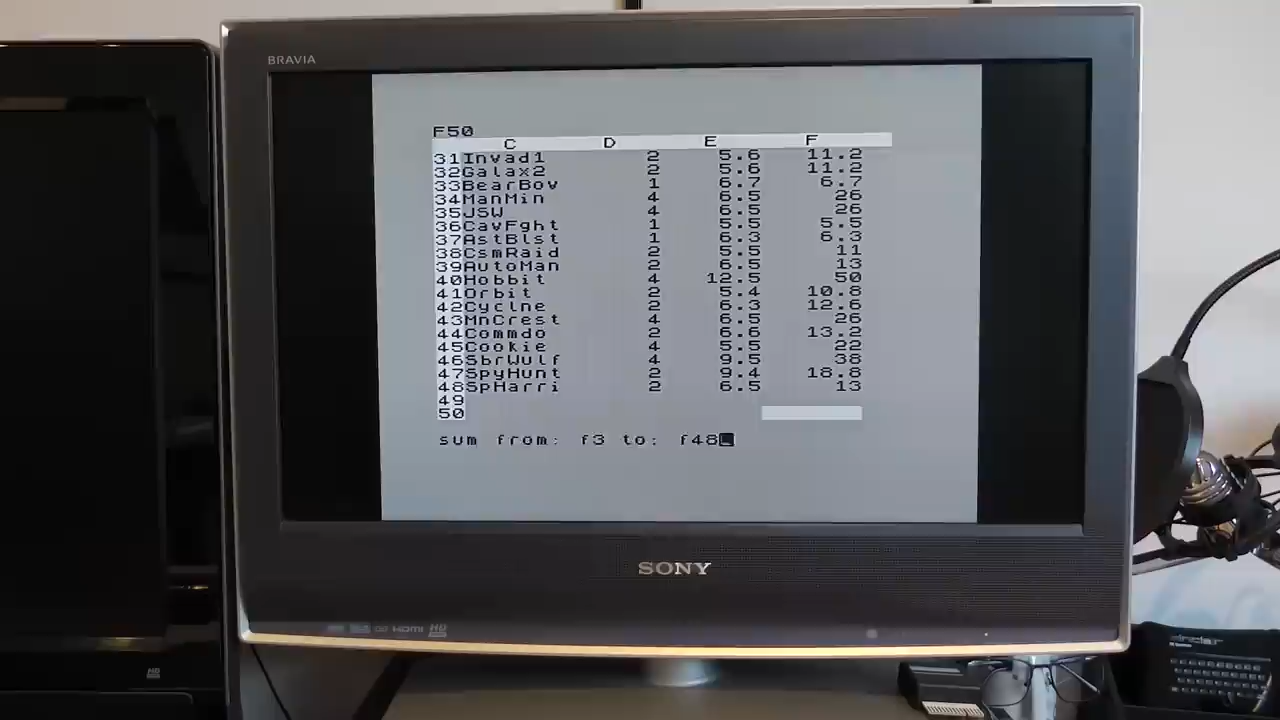 BRAVIA
F50
C D E F
31Invad1 2 5.6 11.2
32Galax2 2 5.6 11.2
33BearBov 1 6.7 6.7
34ManMin 4 6.5 26
35JSW 4 6.5 26
36CavFght 1 5.5 5.5
37AstBlst 1 6.3 6.3
38CsmRaid 2 5.5 11
39AutoMan 2 6.5 13
40Hobbit 4 12.5 50
41Orbit 2 5.4 10.8
42Cyclne 2 6.3 12.6
43MnCrest 4 6.5 26
44Commdo 2 6.6 13.2
45Cookie 4 5.5 22
46SbrWulf 4 9.5 38
47SpyHunt 2 9.4 18.8
48SpHarri 2 6.5 13
49
50
sum from: f3 to: f48L
SONY
HDMI HD
HD
sinclair